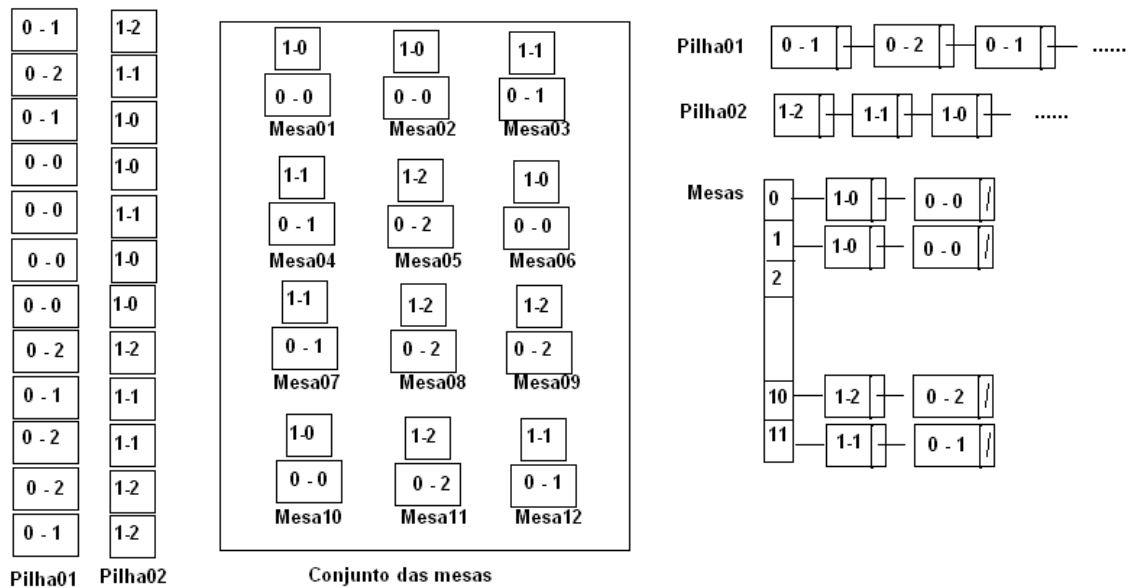 0 - 1
0 - 2
0 - 1
0 - 0
0 - 0
0 - 0
0 - 0
0 - 2
0 - 1
0 - 2
0 - 2
0 - 1
Pilha01
1-2
1-1
1-0
1-0
1-1
1-0
1-0
1-2
1-1
1-1
1-2
1-2
Pilha02
1-0
0 - 0
Mesa01
1-0
0 - 0
Mesa02
1-1
0 - 1
Mesa03
1-1
0 - 1
Mesa04
1-2
0 - 2
Mesa05
1-0
0 - 0
Mesa06
1-1
0 - 1
Mesa07
1-2
0 - 2
Mesa08
1-2
0 - 2
Mesa09
1-0
0 - 0
Mesa10
1-2
0 - 2
Mesa11
1-1
0 - 1
Mesa12
Conjunto das mesas
Pilha01 0 - 1 0 - 2 0 - 1 ......
Pilha02 1-2 1-1 1-0 ......
Mesas
0 1-0 0 - 0 /
1 1-0 0 - 0 /
2
10 1-2 0 - 2 /
11 1-1 0 - 1 /